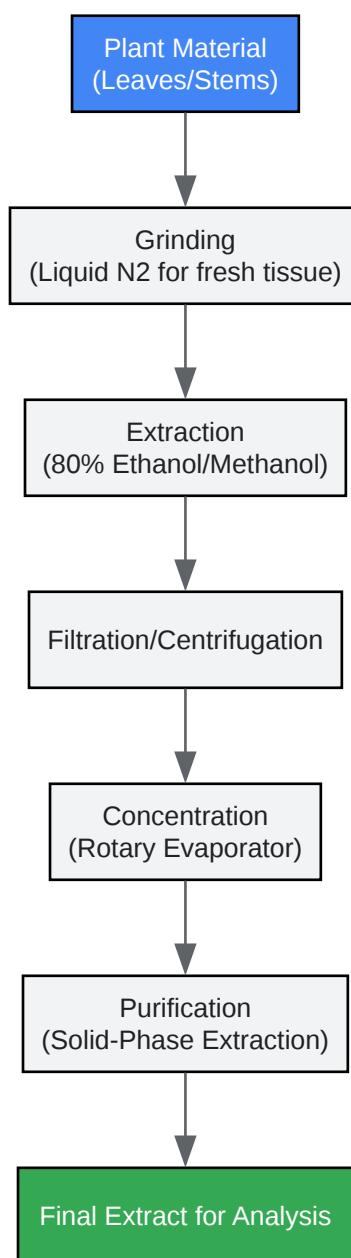 Plant Material
(Leaves/Stems)
Grinding
(Liquid N2 for fresh tissue)
Extraction
(80% Ethanol/Methanol)
Filtration/Centrifugation
Concentration
(Rotary Evaporator)
Purification
(Solid-Phase Extraction)
Final Extract for Analysis